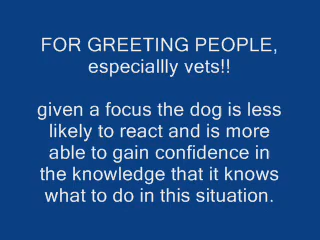 FOR GREETING PEOPLE,
especiallly vets!!
given a focus the dog is less
likely to react and is more
able to gain confidence in
the knowledge that it knows
what to do in this situation.